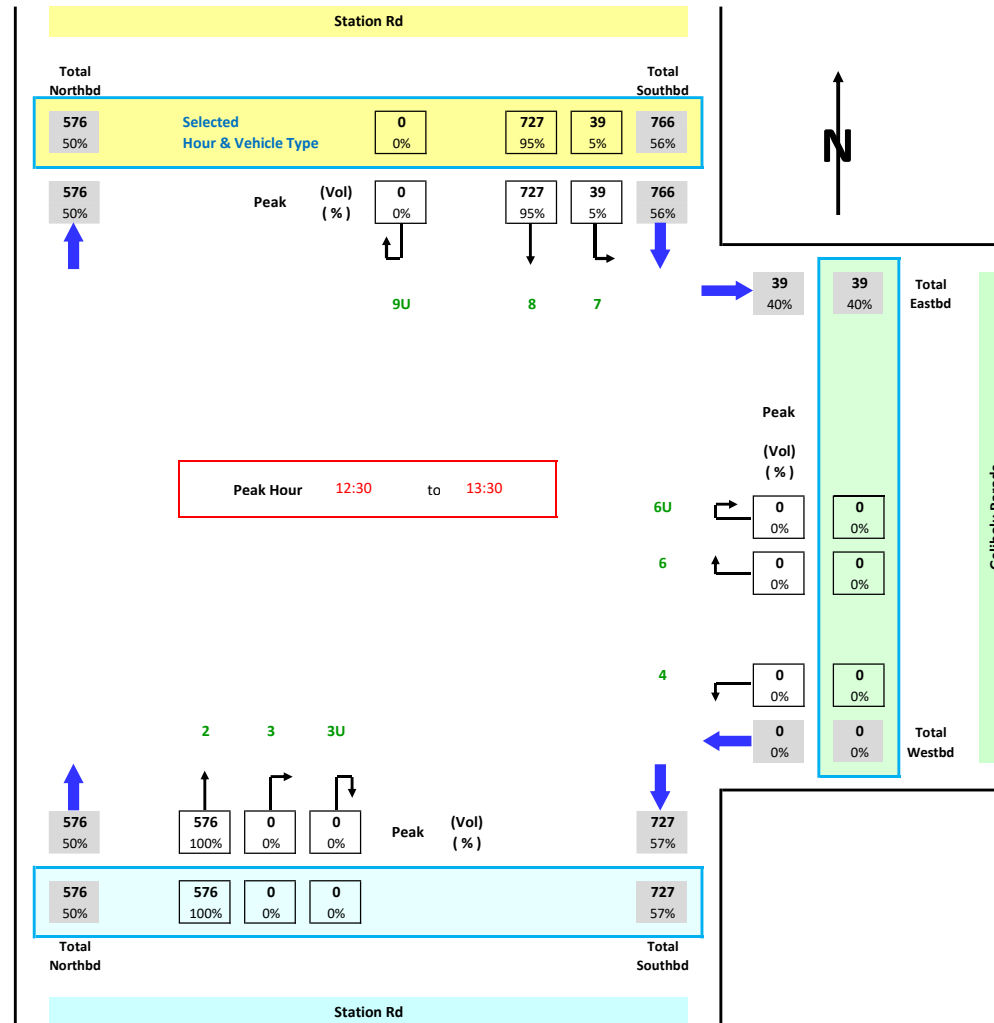 Station Rd
Total Northbd
Total Southbd
576 50%
Selected Hour & Vehicle Type
0 0%
727 95%
39 5%
766 56%
576 50%
Peak
(Vol) ( % )
0 0%
727 95%
39 5%
766 56%
N
9U
8
7
39 40%
39 40%
Total Eastbd
Peak
(Vol)
( % )
Peak Hour 12:30 to 13:30
6U
0 0%
0 0%
6
0 0%
0 0%
4
0 0%
0 0%
0 0%
0 0%
Total Westbd
2
3
3U
576 50%
576 100%
0 0%
0 0%
Peak
(Vol) ( % )
727 57%
576 50%
576 100%
0 0%
0 0%
727 57%
Total Northbd
Total Southbd
Station Rd